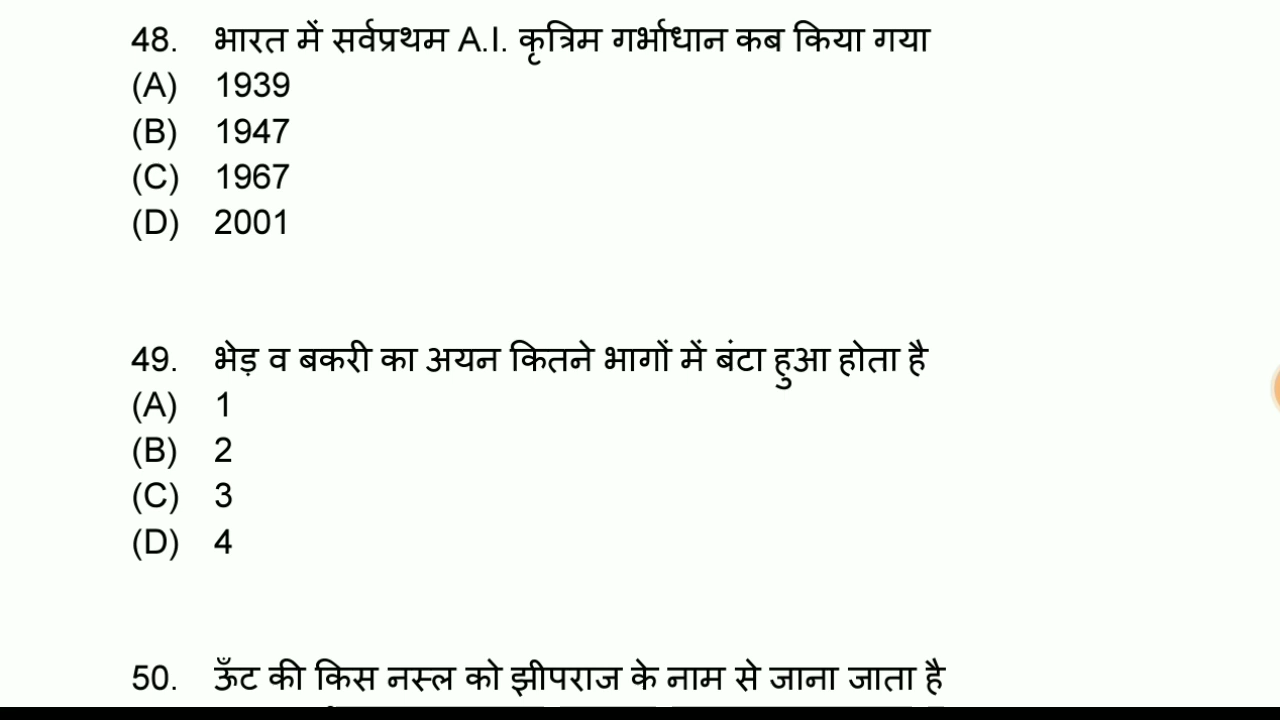 48. भारत में सर्वप्रथम A.I. कृत्रिम गर्भाधान कब किया गया
(A) 1939
(B) 1947
(C) 1967
(D) 2001
49. भेड़ व बकरी का अयन कितने भागों में बंटा हुआ होता है
(A) 1
(B) 2
(C) 3
(D) 4
50. ऊँट की किस नस्ल को झीपराज के नाम से जाना जाता है